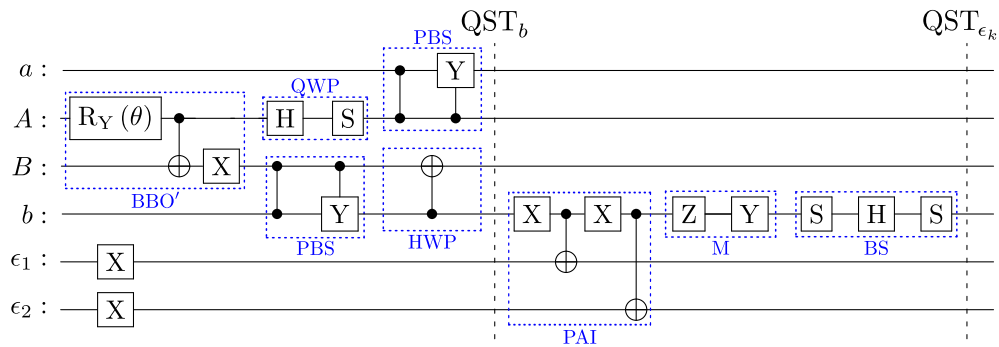 QST_b QST_{ϵ_k}
PBS
a : Y
QWP
A : R_Y (θ) H S
B : X
BBO′
b : Y X X Z Y S H S
PBS HWP M BS
ϵ_1 : X
ϵ_2 : X
PAI